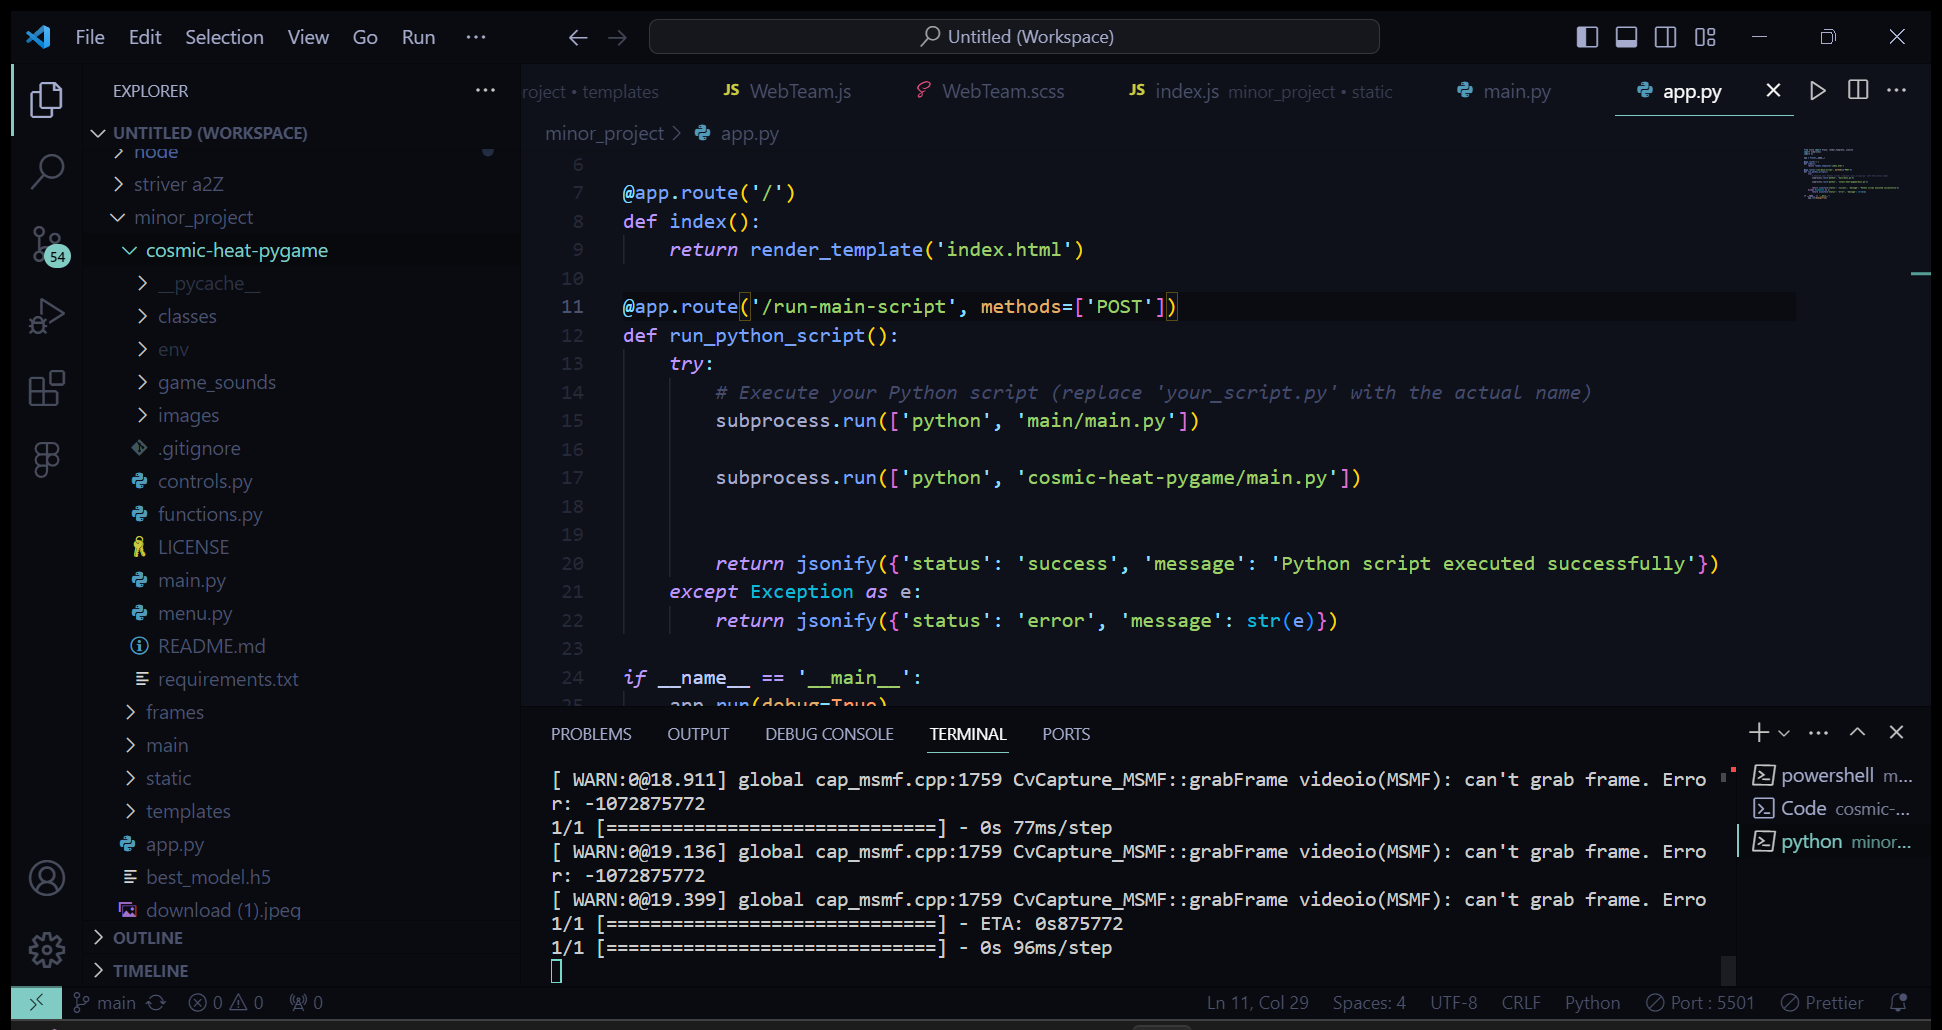 File Edit Selection View Go Run ···
Untitled (Workspace)
EXPLORER
UNTITLED (WORKSPACE)
node
striver a2Z
minor_project
cosmic-heat-pygame
__pycache__
classes
env
game_sounds
images
.gitignore
controls.py
functions.py
LICENSE
main.py
menu.py
README.md
requirements.txt
frames
main
static
templates
app.py
best_model.h5
download (1).jpeg
OUTLINE
TIMELINE
54
roject • templates
JS WebTeam.js
WebTeam.scss
JS index.js minor_project • static
main.py
app.py
minor_project > app.py
6
7 @app.route('/')
8 def index():
9 return render_template('index.html')
10
11 @app.route('/run-main-script', methods=['POST'])
12 def run_python_script():
13 try:
14 # Execute your Python script (replace 'your_script.py' with the actual name)
15 subprocess.run(['python', 'main/main.py'])
16
17 subprocess.run(['python', 'cosmic-heat-pygame/main.py'])
18
19
20 return jsonify({'status': 'success', 'message': 'Python script executed successfully'})
21 except Exception as e:
22 return jsonify({'status': 'error', 'message': str(e)})
23
24 if __name__ == '__main__':
25 app.run(debug=True)
PROBLEMS OUTPUT DEBUG CONSOLE TERMINAL PORTS
[ WARN:0@18.911] global cap_msmf.cpp:1759 CvCapture_MSMF::grabFrame videoio(MSMF): can't grab frame. Erro
r: -1072875772
1/1 [==============================] - 0s 77ms/step
[ WARN:0@19.136] global cap_msmf.cpp:1759 CvCapture_MSMF::grabFrame videoio(MSMF): can't grab frame. Erro
r: -1072875772
[ WARN:0@19.399] global cap_msmf.cpp:1759 CvCapture_MSMF::grabFrame videoio(MSMF): can't grab frame. Erro
1/1 [==============================] - ETA: 0s875772
1/1 [==============================] - 0s 96ms/step
powershell m...
Code cosmic-...
python minor...
main 0 0 0
Ln 11, Col 29 Spaces: 4 UTF-8 CRLF Python Port : 5501 Prettier